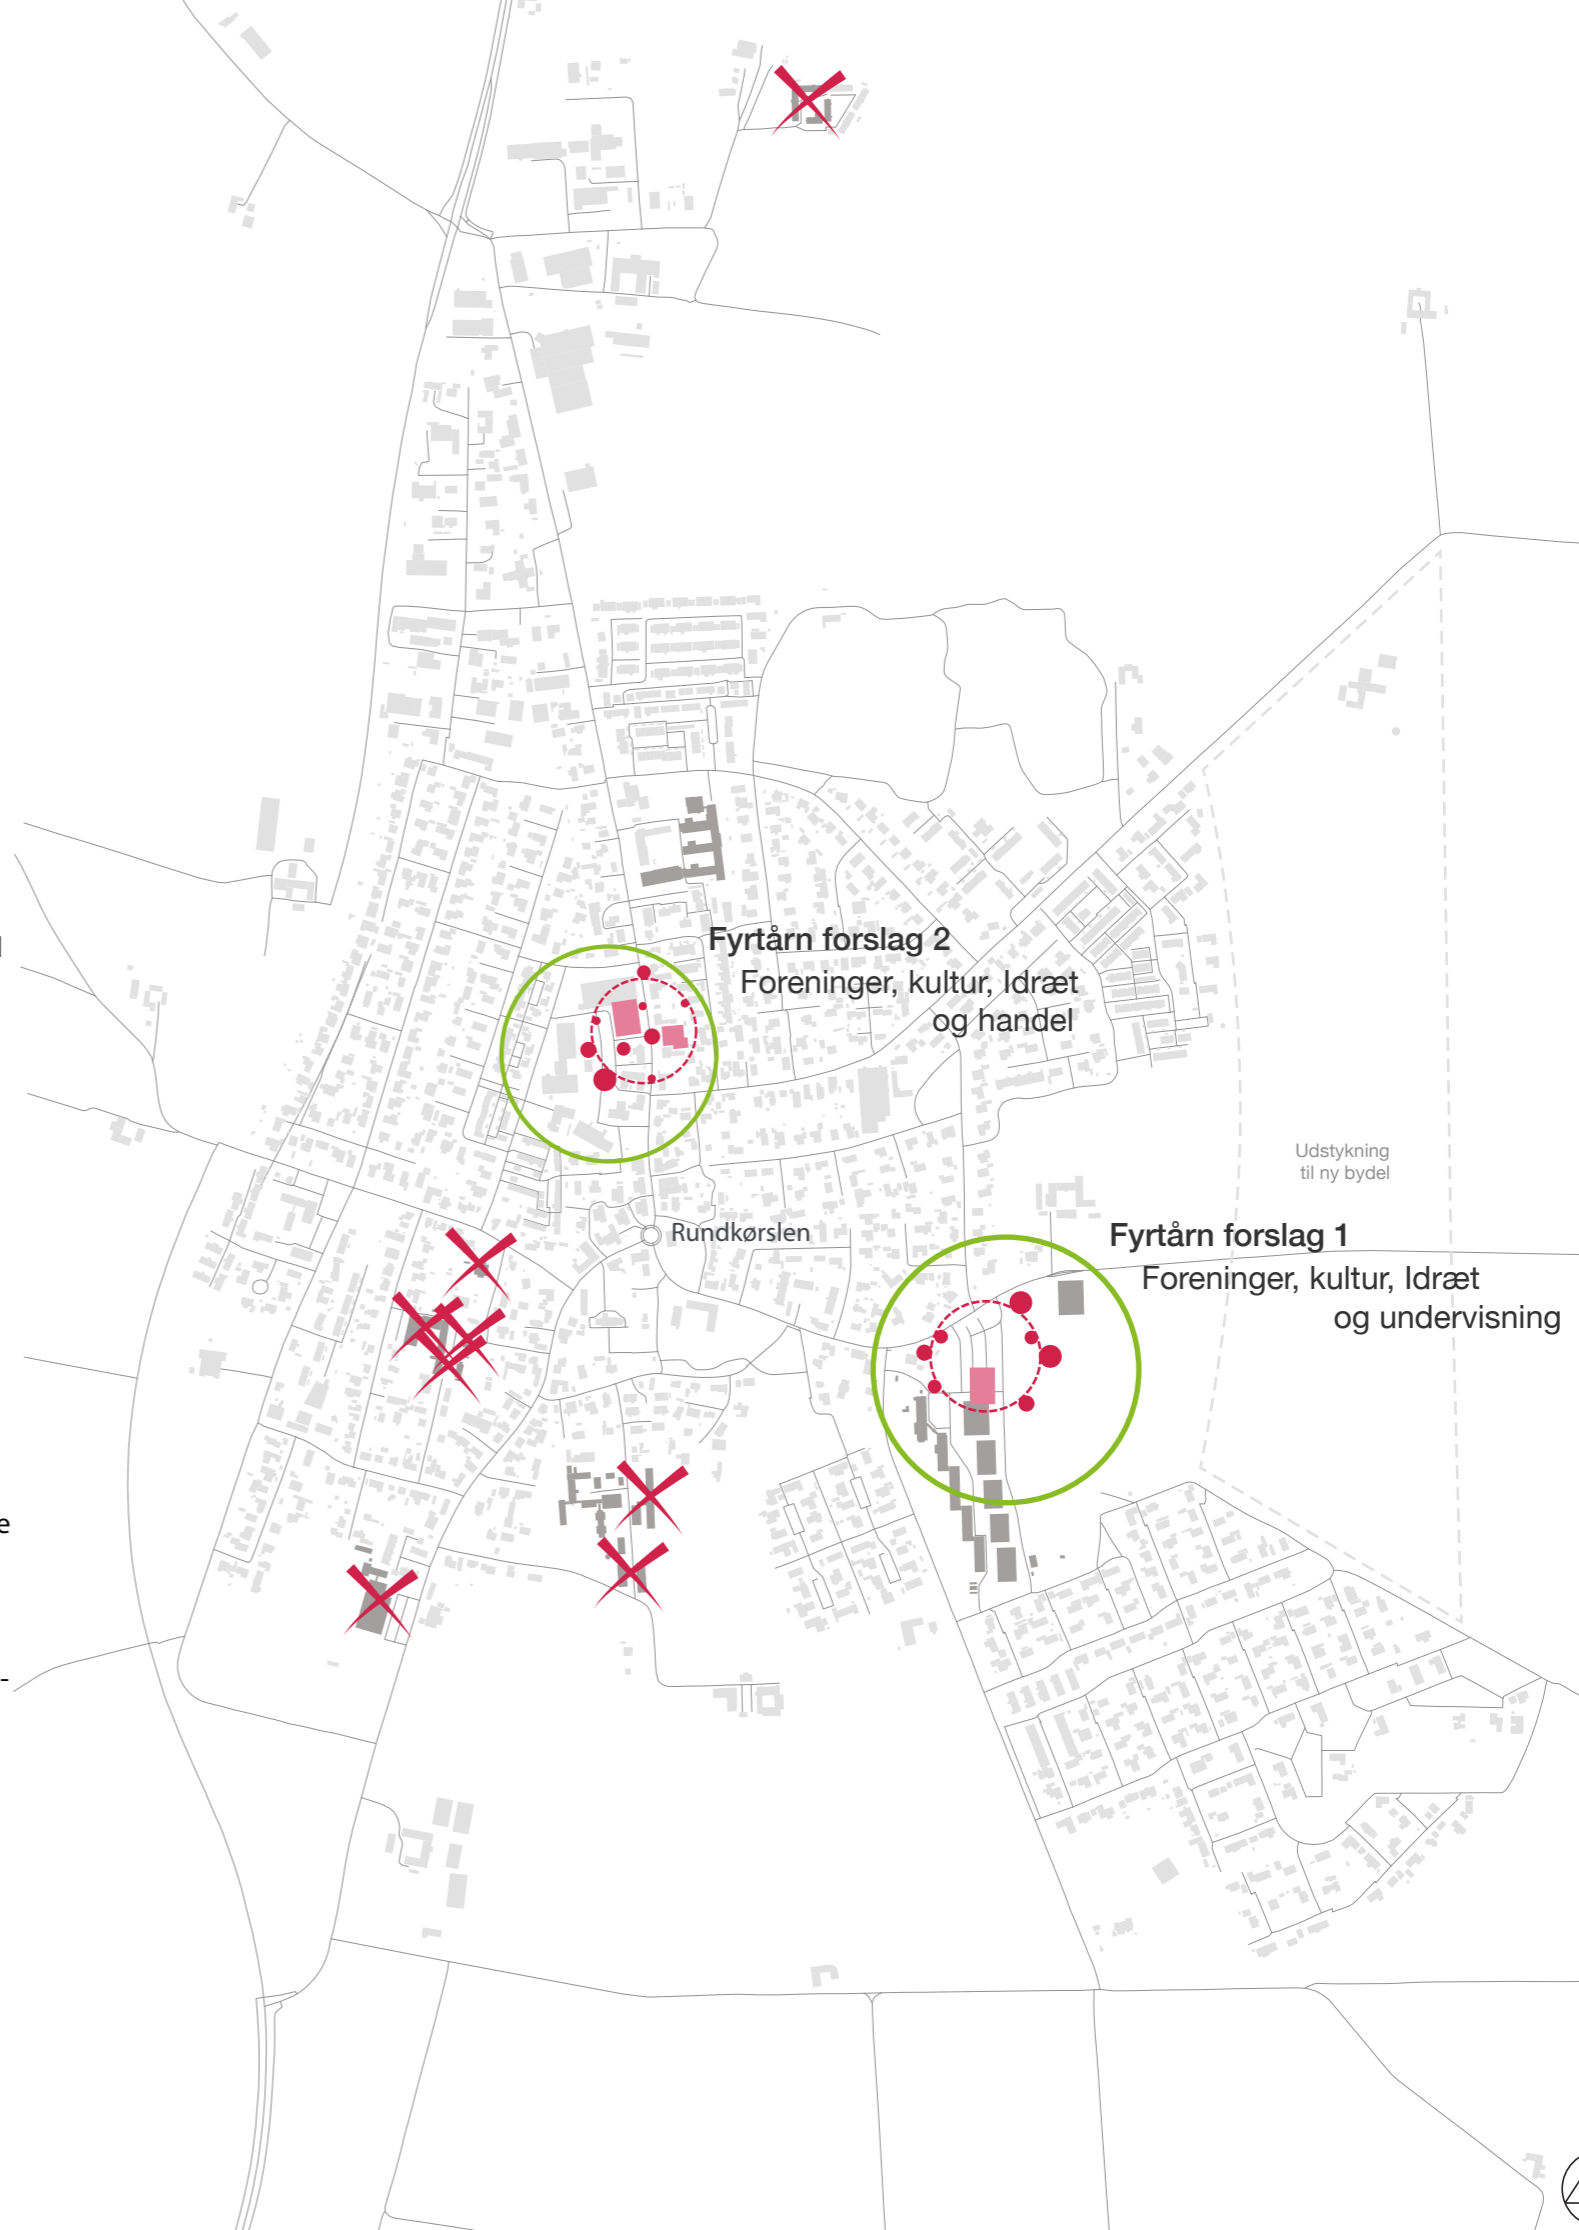 Fyrtårn forslag 2
Foreninger, kultur, Idræt
og handel
Udstykning
til ny bydel
Rundkørslen
Fyrtårn forslag 1
Foreninger, kultur, Idræt
og undervisning
e
-